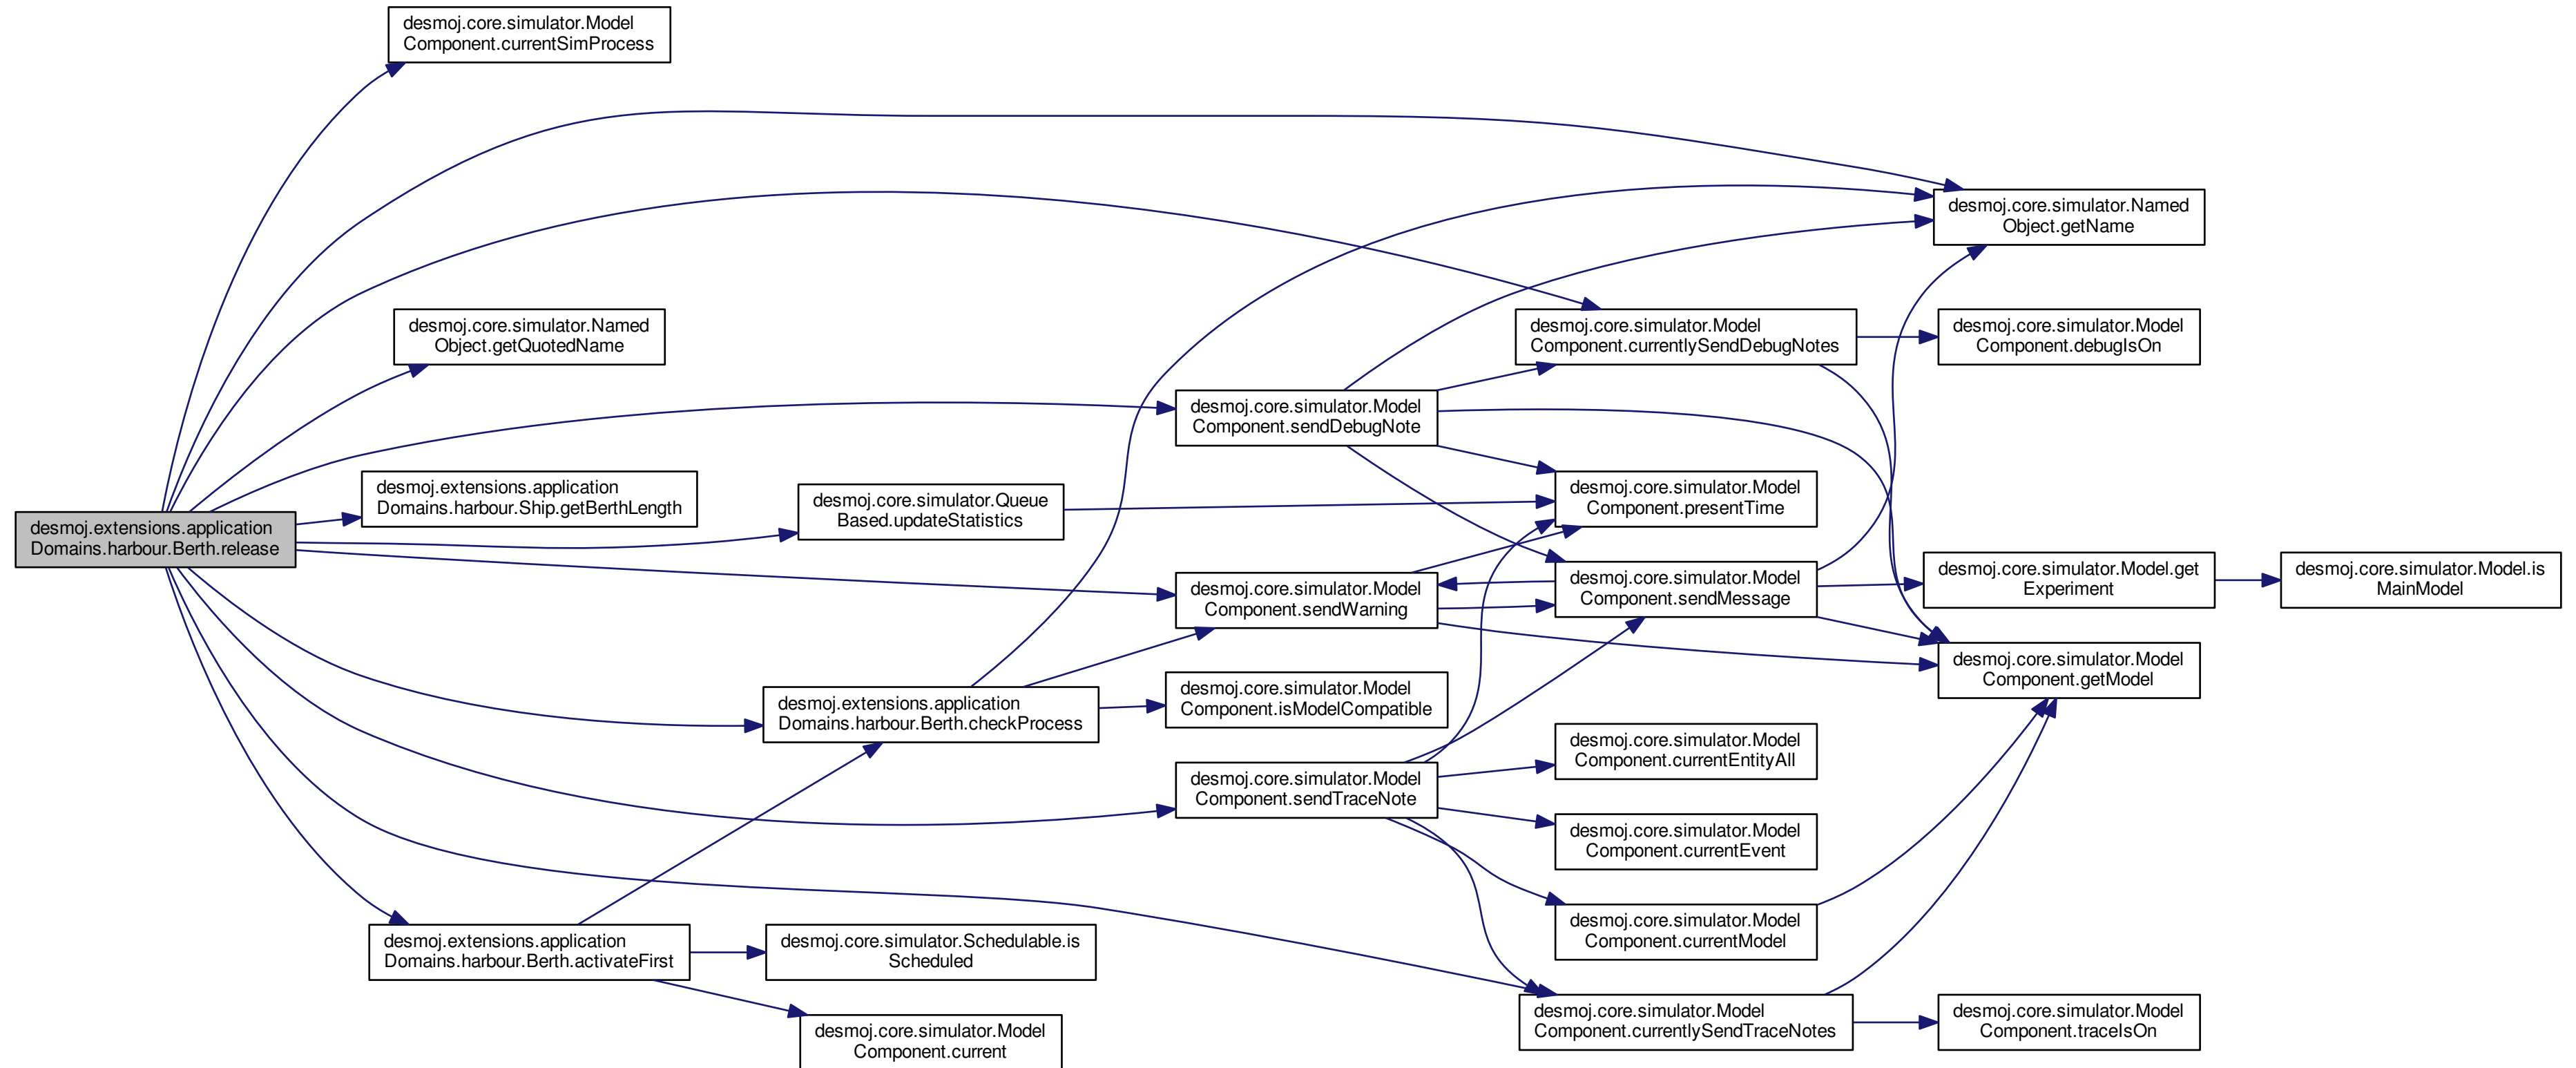 desmoj.core.simulator.Model
Component.currentSimProcess
desmoj.core.simulator.Named
Object.getName
desmoj.core.simulator.Named
Object.getQuotedName
desmoj.core.simulator.Model
Component.currentlySendDebugNotes
desmoj.core.simulator.Model
Component.debugIsOn
desmoj.core.simulator.Model
Component.sendDebugNote
desmoj.extensions.application
Domains.harbour.Ship.getBerthLength
desmoj.core.simulator.Queue
Based.updateStatistics
desmoj.core.simulator.Model
Component.presentTime
desmoj.extensions.application
Domains.harbour.Berth.release
desmoj.core.simulator.Model
Component.sendWarning
desmoj.core.simulator.Model
Component.sendMessage
desmoj.core.simulator.Model.get
Experiment
desmoj.core.simulator.Model.is
MainModel
desmoj.core.simulator.Model
Component.getModel
desmoj.extensions.application
Domains.harbour.Berth.checkProcess
desmoj.core.simulator.Model
Component.isModelCompatible
desmoj.core.simulator.Model
Component.currentEntityAll
desmoj.core.simulator.Model
Component.sendTraceNote
desmoj.core.simulator.Model
Component.currentEvent
desmoj.core.simulator.Model
Component.currentModel
desmoj.extensions.application
Domains.harbour.Berth.activateFirst
desmoj.core.simulator.Schedulable.is
Scheduled
desmoj.core.simulator.Model
Component.current
desmoj.core.simulator.Model
Component.currentlySendTraceNotes
desmoj.core.simulator.Model
Component.traceIsOn